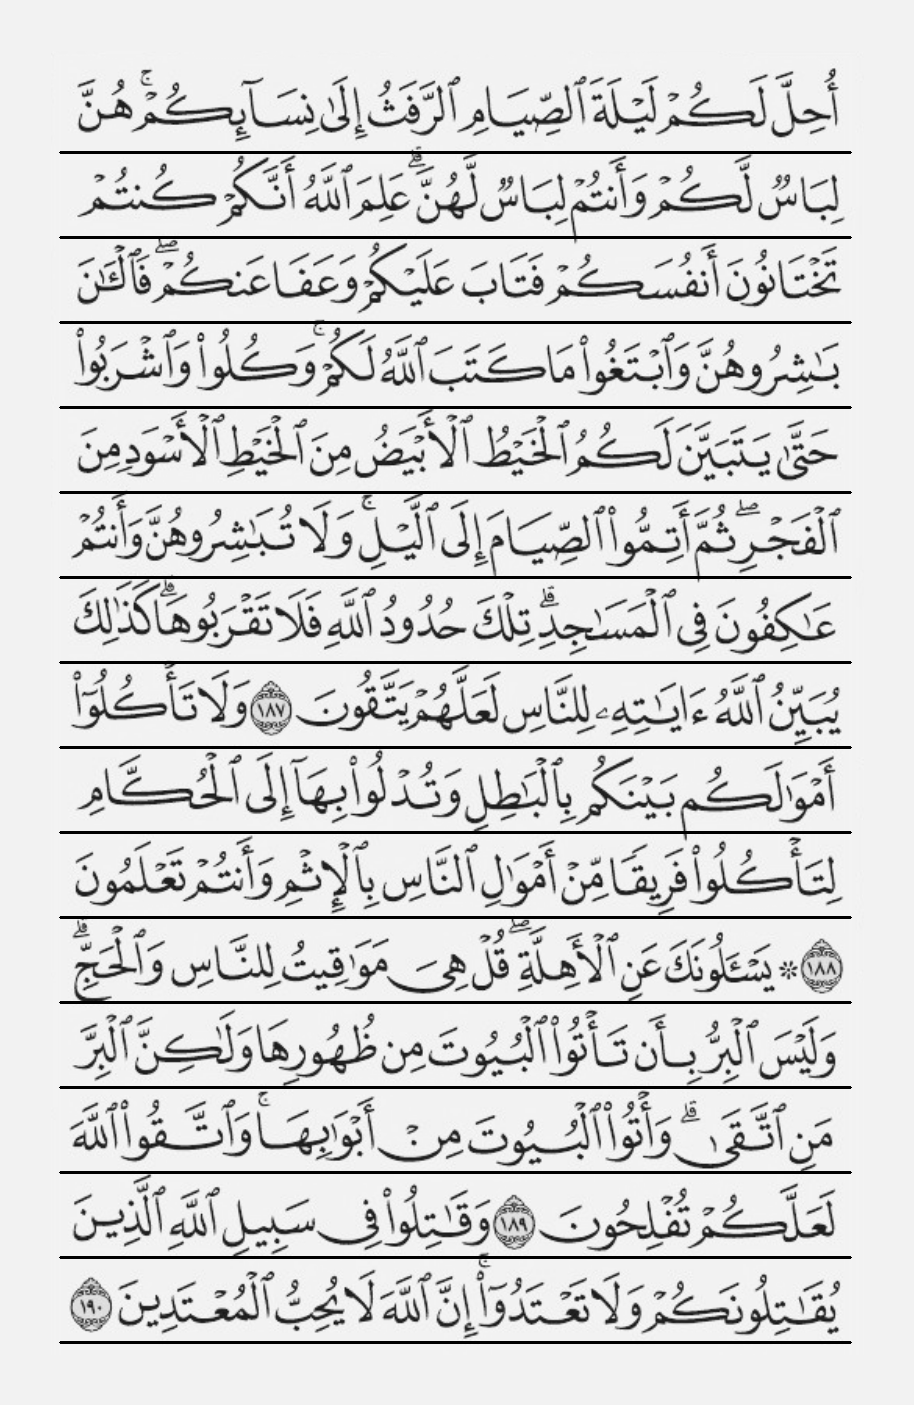 أُحِلَّ لَكُمۡ لَيۡلَةَ ٱلصِّيَامِ ٱلرَّفَثُ إِلَىٰ نِسَآئِكُمۡۚ هُنَّ
لِبَاسٞ لَّكُمۡ وَأَنتُمۡ لِبَاسٞ لَّهُنَّۗ عَلِمَ ٱللَّهُ أَنَّكُمۡ كُنتُمۡ
تَخۡتَانُونَ أَنفُسَكُمۡ فَتَابَ عَلَيۡكُمۡ وَعَفَا عَنكُمۡۖ فَٱلۡـَٰٔنَ
بَٰشِرُوهُنَّ وَٱبۡتَغُواْ مَا كَتَبَ ٱللَّهُ لَكُمۡۚ وَكُلُواْ وَٱشۡرَبُواْ
حَتَّىٰ يَتَبَيَّنَ لَكُمُ ٱلۡخَيۡطُ ٱلۡأَبۡيَضُ مِنَ ٱلۡخَيۡطِ ٱلۡأَسۡوَدِ مِنَ
ٱلۡفَجۡرِۖ ثُمَّ أَتِمُّواْ ٱلصِّيَامَ إِلَى ٱلَّيۡلِۚ وَلَا تُبَٰشِرُوهُنَّ وَأَنتُمۡ
عَٰكِفُونَ فِي ٱلۡمَسَٰجِدِۗ تِلۡكَ حُدُودُ ٱللَّهِ فَلَا تَقۡرَبُوهَاۗ كَذَٰلِكَ
يُبَيِّنُ ٱللَّهُ ءَايَٰتِهِۦ لِلنَّاسِ لَعَلَّهُمۡ يَتَّقُونَ ١٨٧ وَلَا تَأۡكُلُوٓاْ
أَمۡوَٰلَكُم بَيۡنَكُم بِٱلۡبَٰطِلِ وَتُدۡلُواْ بِهَآ إِلَى ٱلۡحُكَّامِ
لِتَأۡكُلُواْ فَرِيقٗا مِّنۡ أَمۡوَٰلِ ٱلنَّاسِ بِٱلۡإِثۡمِ وَأَنتُمۡ تَعۡلَمُونَ
١٨٨ ۞ يَسۡـَٔلُونَكَ عَنِ ٱلۡأَهِلَّةِۖ قُلۡ هِيَ مَوَٰقِيتُ لِلنَّاسِ وَٱلۡحَجِّۗ
وَلَيۡسَ ٱلۡبِرُّ بِأَن تَأۡتُواْ ٱلۡبُيُوتَ مِن ظُهُورِهَا وَلَٰكِنَّ ٱلۡبِرَّ
مَنِ ٱتَّقَىٰۗ وَأۡتُواْ ٱلۡبُيُوتَ مِنۡ أَبۡوَٰبِهَاۚ وَٱتَّقُواْ ٱللَّهَ
لَعَلَّكُمۡ تُفۡلِحُونَ ١٨٩ وَقَٰتِلُواْ فِي سَبِيلِ ٱللَّهِ ٱلَّذِينَ
يُقَٰتِلُونَكُمۡ وَلَا تَعۡتَدُوٓاْۚ إِنَّ ٱللَّهَ لَا يُحِبُّ ٱلۡمُعۡتَدِينَ ١٩٠